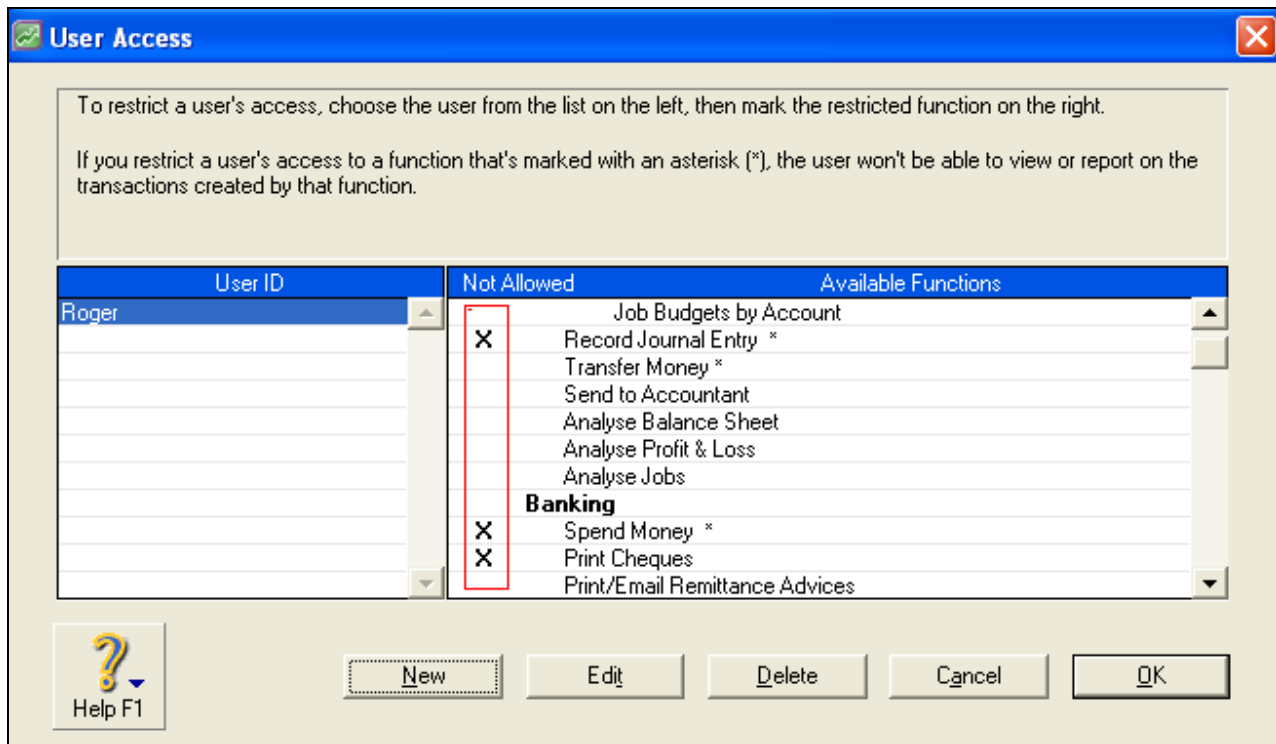 User Access
To restrict a user's access, choose the user from the list on the left, then mark the restricted function on the right.
If you restrict a user's access to a function that's marked with an asterisk (*), the user won't be able to view or report on the
transactions created by that function.
User ID Not Allowed Available Functions
Roger Job Budgets by Account
X Record Journal Entry *
Transfer Money *
Send to Accountant
Analyse Balance Sheet
Analyse Profit & Loss
Analyse Jobs
Banking
X Spend Money *
X Print Cheques
Print/Email Remittance Advices
Help F1 New Edit Delete Cancel OK